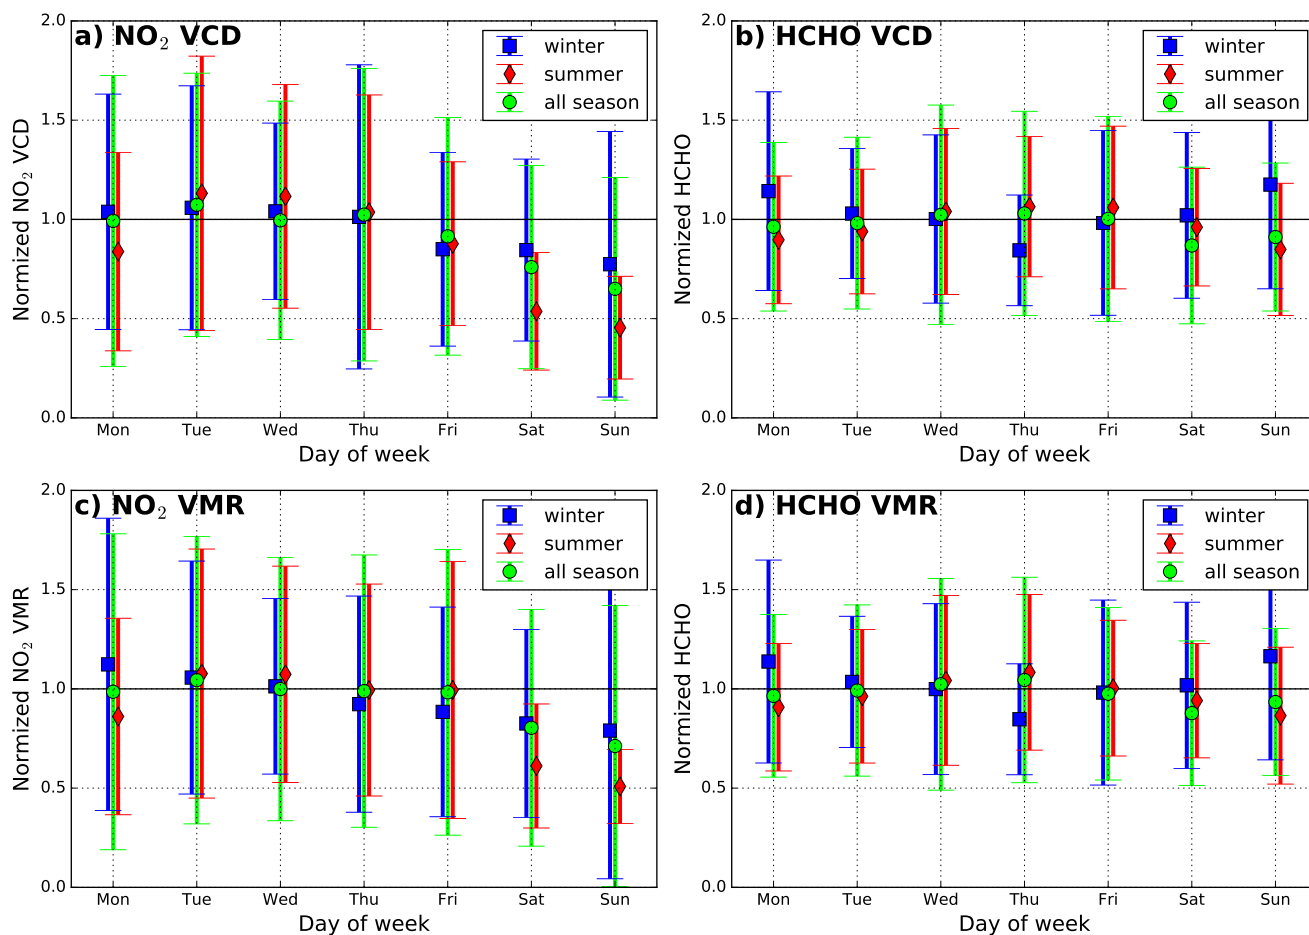 a) NO₂ VCD
winter
summer
all season
2.0
1.5
1.0
0.5
0.0
Normized NO₂ VCD
Mon Tue Wed Thu Fri Sat Sun
Day of week
b) HCHO VCD
winter
summer
all season
2.0
1.5
1.0
0.5
0.0
Normized HCHO
Mon Tue Wed Thu Fri Sat Sun
Day of week
c) NO₂ VMR
winter
summer
all season
2.0
1.5
1.0
0.5
0.0
Normized NO₂ VMR
Mon Tue Wed Thu Fri Sat Sun
Day of week
d) HCHO VMR
winter
summer
all season
2.0
1.5
1.0
0.5
0.0
Normized HCHO
Mon Tue Wed Thu Fri Sat Sun
Day of week